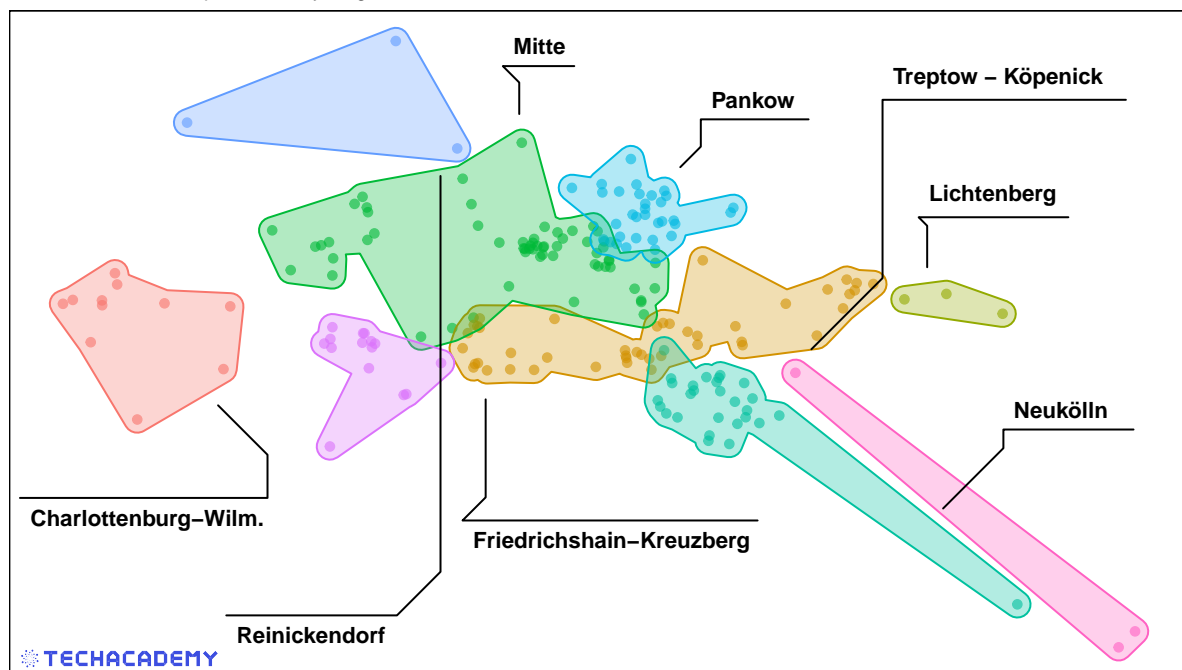 Mitte
Treptow – Köpenick
Pankow
Lichtenberg
Neukölln
Charlottenburg–Wilm.
Friedrichshain–Kreuzberg
Reinickendorf
TECHACADEMY